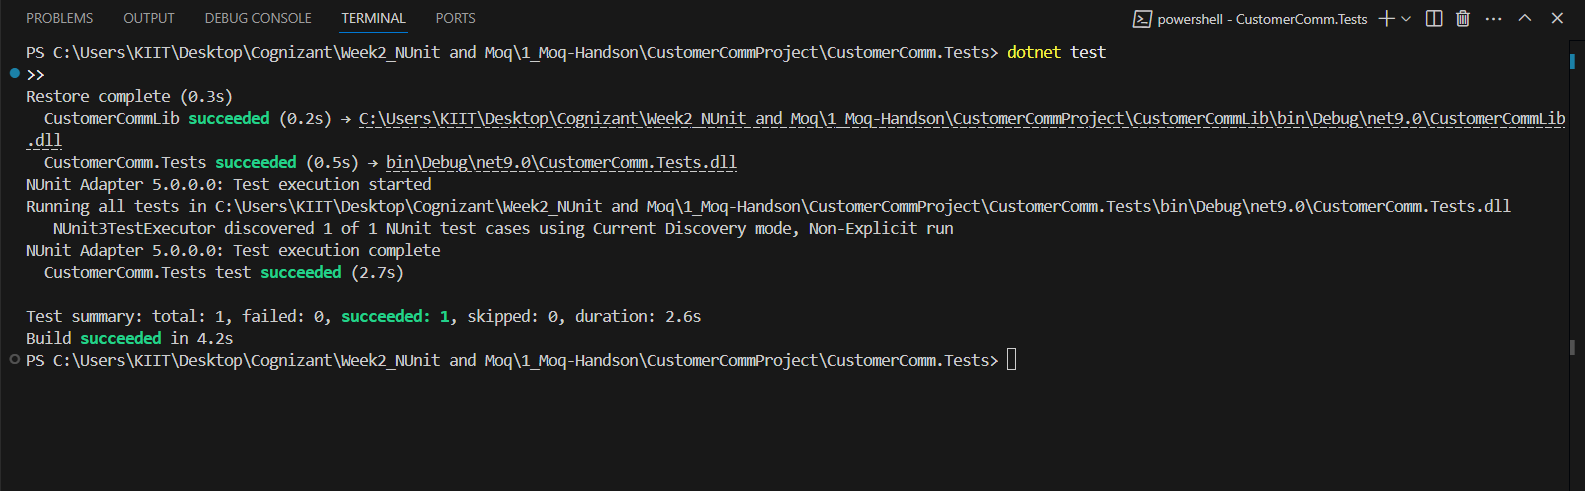 PROBLEMS OUTPUT DEBUG CONSOLE TERMINAL PORTS powershell - CustomerComm.Tests
PS C:\Users\KIIT\Desktop\Cognizant\Week2_NUnit and Moq\1_Moq-Handson\CustomerCommProject\CustomerComm.Tests> dotnet test
>>
Restore complete (0.3s)
CustomerCommLib succeeded (0.2s) → C:\Users\KIIT\Desktop\Cognizant\Week2_NUnit and Moq\1_Moq-Handson\CustomerCommProject\CustomerCommLib\bin\Debug\net9.0\CustomerCommLib
.dll
CustomerComm.Tests succeeded (0.5s) → bin\Debug\net9.0\CustomerComm.Tests.dll
NUnit Adapter 5.0.0.0: Test execution started
Running all tests in C:\Users\KIIT\Desktop\Cognizant\Week2_NUnit and Moq\1_Moq-Handson\CustomerCommProject\CustomerComm.Tests\bin\Debug\net9.0\CustomerComm.Tests.dll
NUnit3TestExecutor discovered 1 of 1 NUnit test cases using Current Discovery mode, Non-Explicit run
NUnit Adapter 5.0.0.0: Test execution complete
CustomerComm.Tests test succeeded (2.7s)
Test summary: total: 1, failed: 0, succeeded: 1, skipped: 0, duration: 2.6s
Build succeeded in 4.2s
PS C:\Users\KIIT\Desktop\Cognizant\Week2_NUnit and Moq\1_Moq-Handson\CustomerCommProject\CustomerComm.Tests>